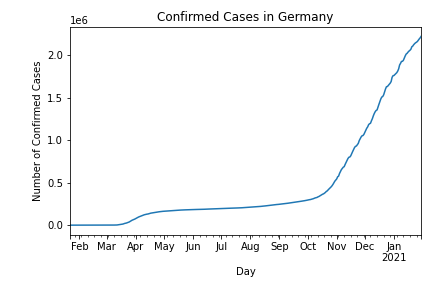 Confirmed Cases in Germany
1e6
2.0
1.5
1.0
0.5
0.0
Number of Confirmed Cases
Feb Mar Apr May Jun Jul Aug Sep Oct Nov Dec Jan
2021
Day